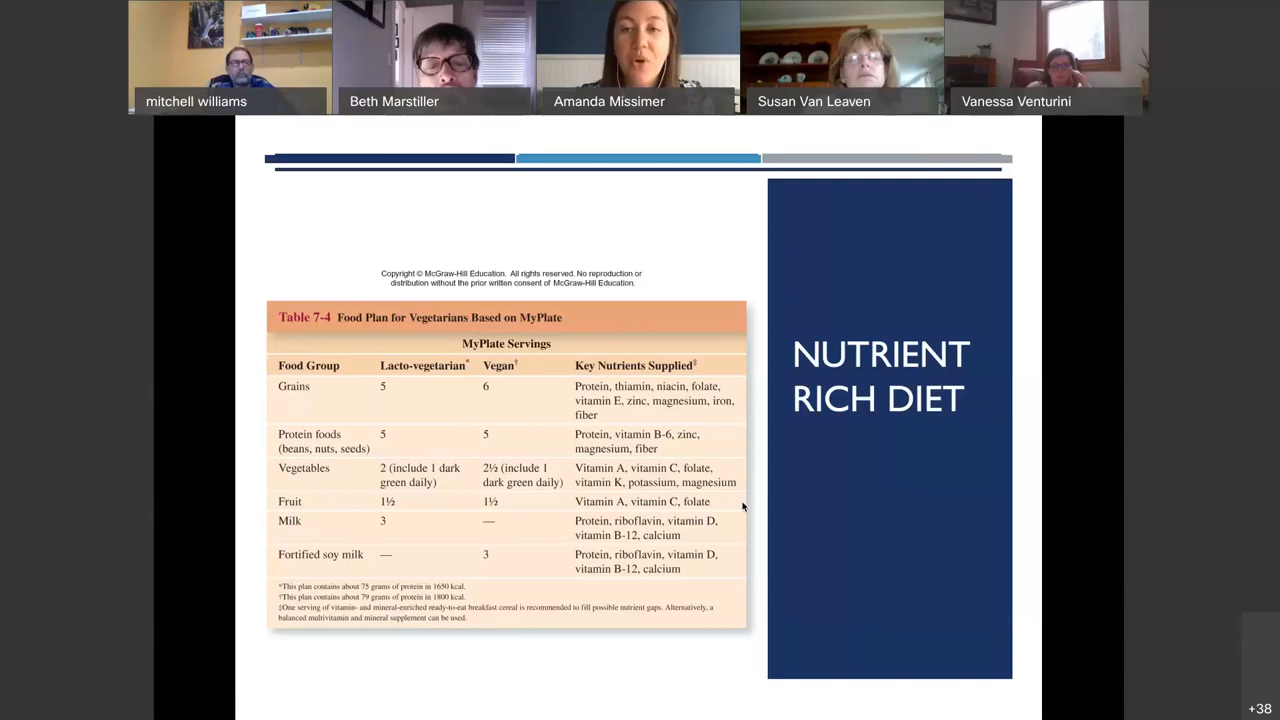 mitchell williams
Beth Marstiller
Amanda Missimer
Susan Van Leaven
Vanessa Venturini
Copyright © McGraw-Hill Education. All rights reserved. No reproduction or
distribution without the prior written consent of McGraw-Hill Education.
Table 7-4 Food Plan for Vegetarians Based on MyPlate
MyPlate Servings
Food Group Lacto-vegetarian* Vegan† Key Nutrients Supplied‡
Grains 5 6 Protein, thiamin, niacin, folate,
vitamin E, zinc, magnesium, iron,
fiber
Protein foods 5 5 Protein, vitamin B-6, zinc,
(beans, nuts, seeds) magnesium, fiber
Vegetables 2 (include 1 dark 2½ (include 1 Vitamin A, vitamin C, folate,
green daily) dark green daily) vitamin K, potassium, magnesium
Fruit 1½ 1½ Vitamin A, vitamin C, folate
Milk 3 — Protein, riboflavin, vitamin D,
vitamin B-12, calcium
Fortified soy milk — 3 Protein, riboflavin, vitamin D,
vitamin B-12, calcium
*This plan contains about 75 grams of protein in 1650 kcal.
†This plan contains about 79 grams of protein in 1800 kcal.
‡One serving of vitamin- and mineral-enriched ready-to-eat breakfast cereal is recommended to fill possible nutrient gaps. Alternatively, a
balanced multivitamin and mineral supplement can be used.
NUTRIENT
RICH DIET
+38